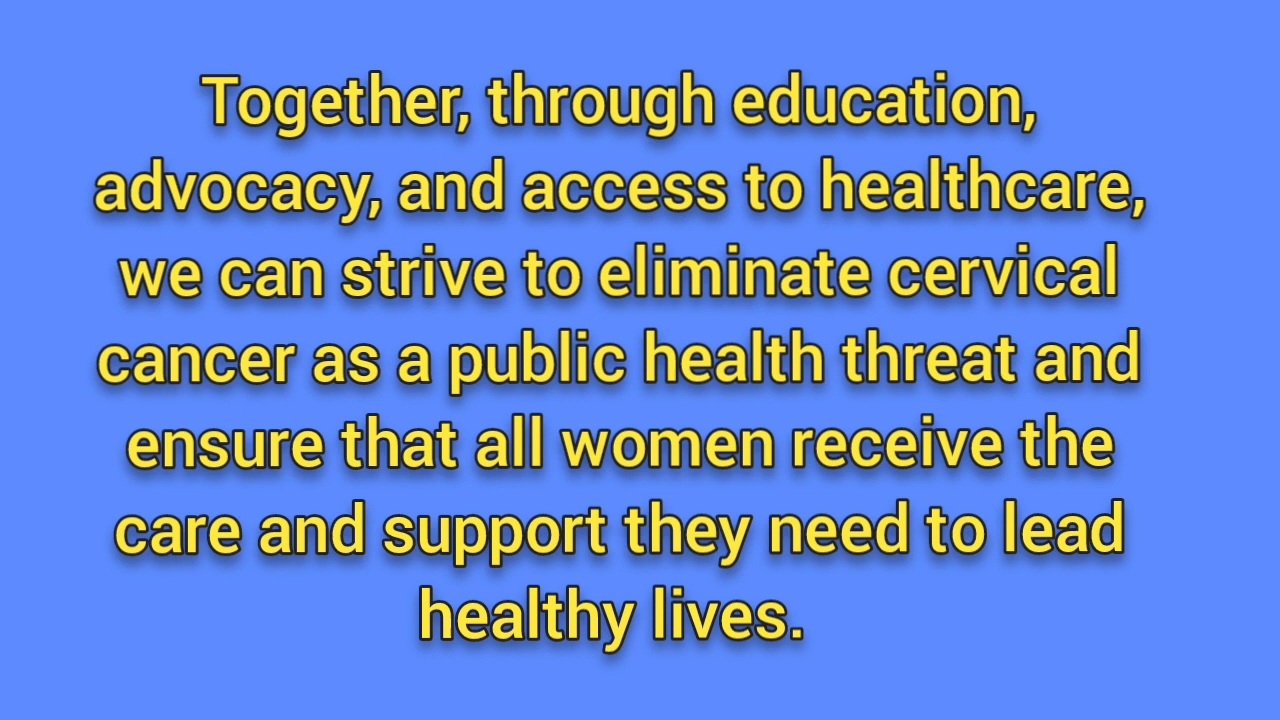 Together, through education,
advocacy, and access to healthcare,
we can strive to eliminate cervical
cancer as a public health threat and
ensure that all women receive the
care and support they need to lead
healthy lives.